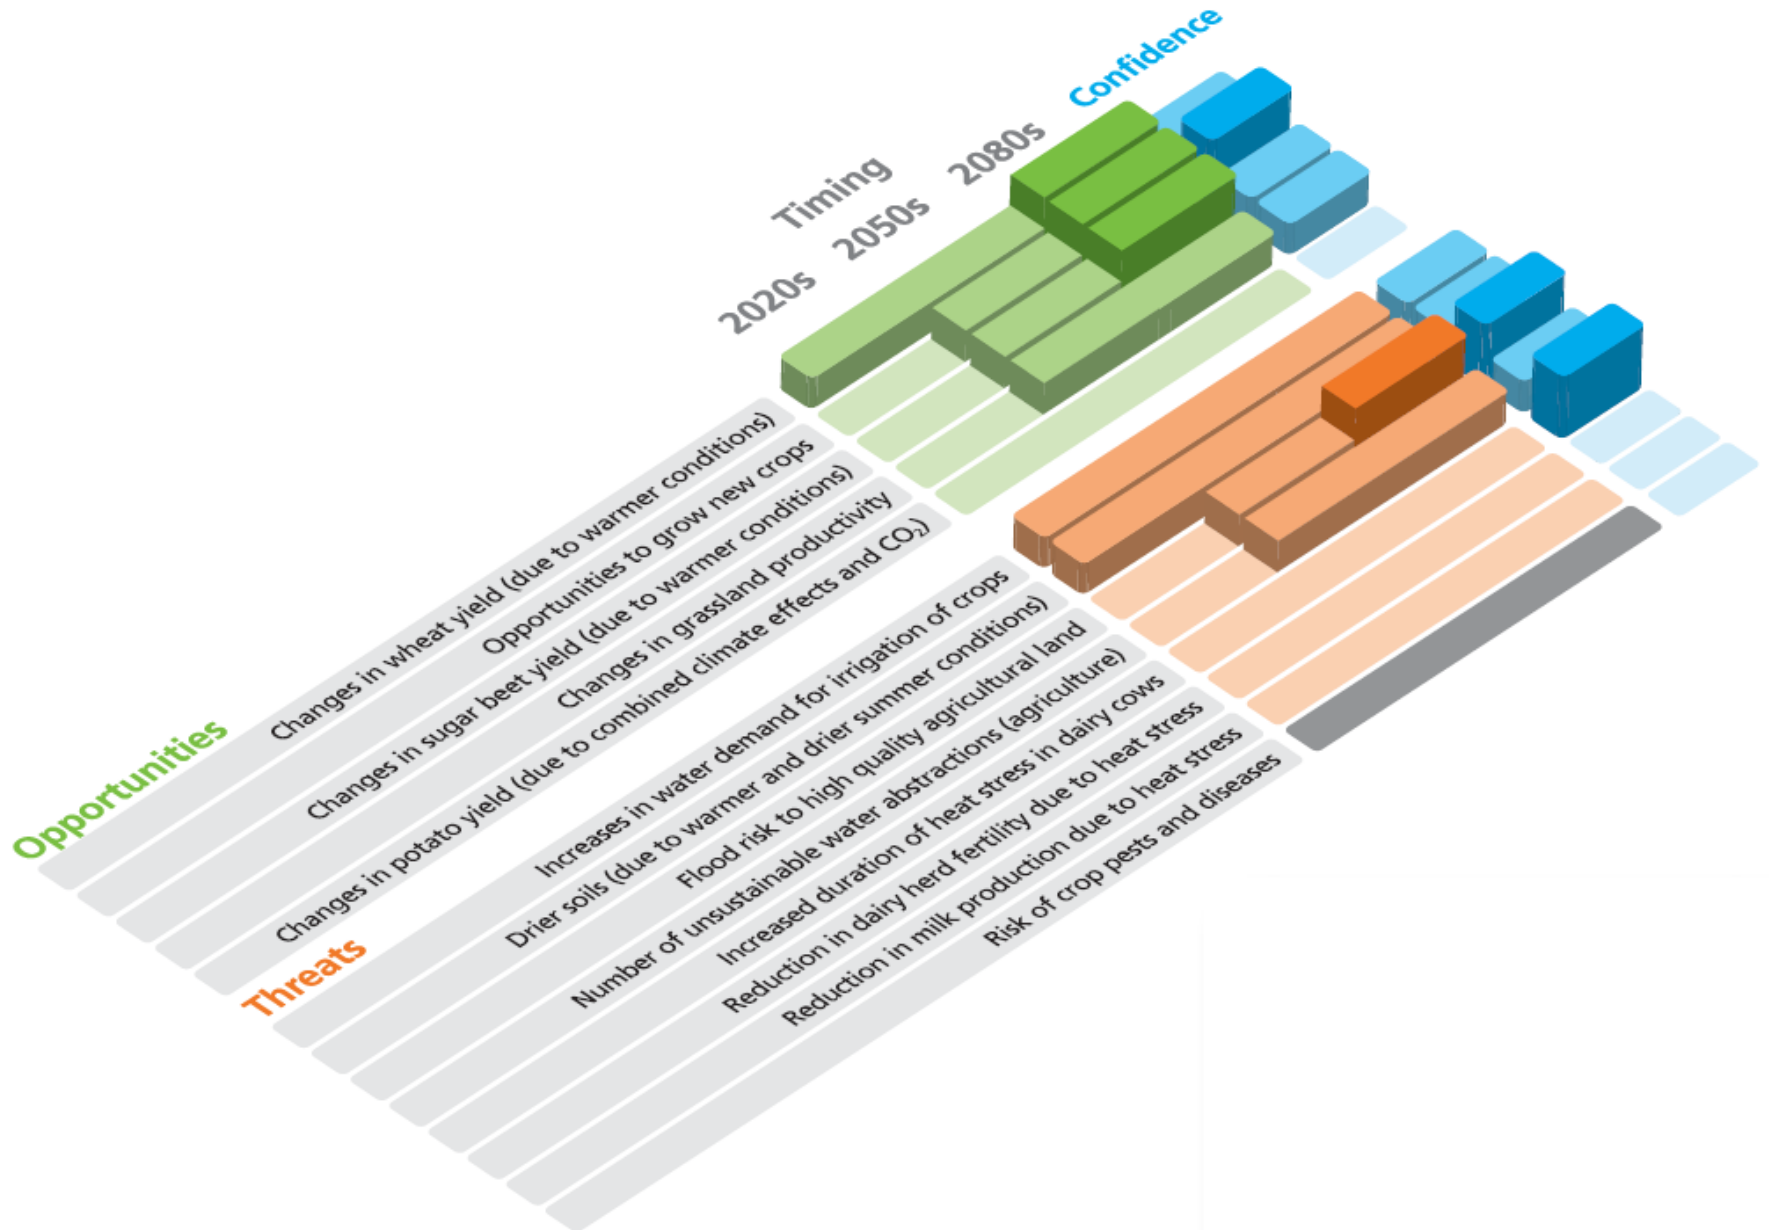 Confidence
Timing
2020s
2050s
2080s
Opportunities
Changes in wheat yield (due to warmer conditions)
Opportunities to grow new crops
Changes in sugar beet yield (due to warmer conditions)
Changes in grassland productivity
Changes in potato yield (due to combined climate effects and CO₂)
Threats
Increases in water demand for irrigation of crops
Drier soils (due to warmer and drier summer conditions)
Flood risk to high quality agricultural land
Number of unsustainable water abstractions (agriculture)
Increased duration of heat stress in dairy cows
Reduction in dairy herd fertility due to heat stress
Reduction in milk production due to heat stress
Risk of crop pests and diseases